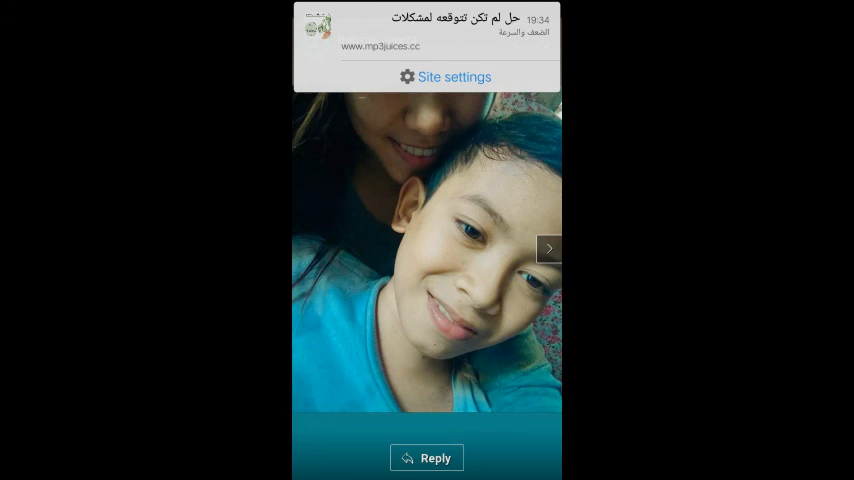 حل لم تكن تتوقعه لمشكلات 19:34
الضعف والسرعة
www.mp3juices.cc
Site settings
Reply